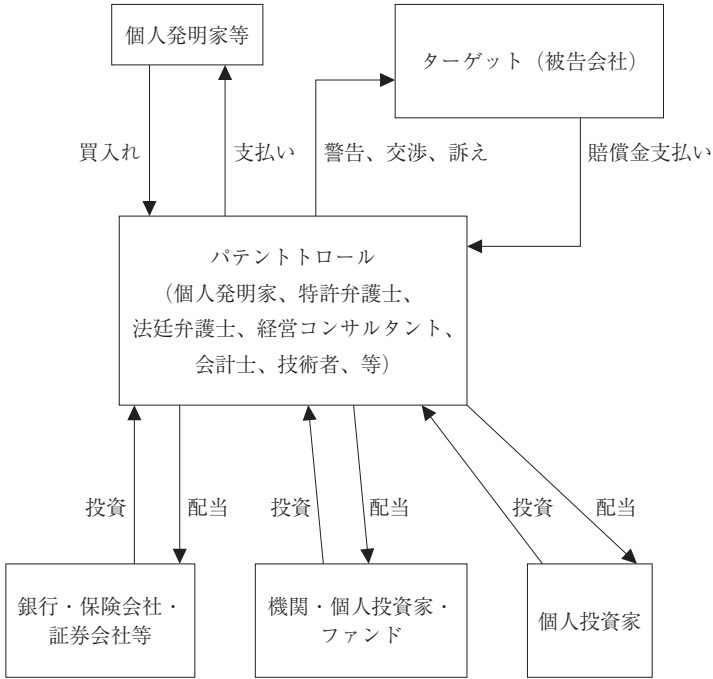 個人発明家等
ターゲット（被告会社）
買入れ
支払い
警告、交渉、訴え
賠償金支払い
パテントトロール
（個人発明家、特許弁護士、
法廷弁護士、経営コンサルタント、
会計士、技術者、等）
投資
配当
投資
配当
投資
配当
銀行・保険会社・
証券会社等
機関・個人投資家・
ファンド
個人投資家